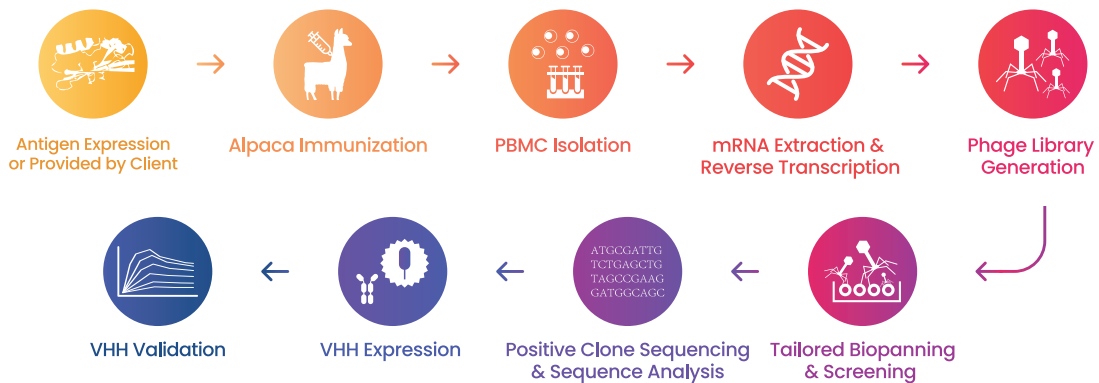 Antigen Expression
or Provided by Client
Alpaca Immunization
PBMC Isolation
mRNA Extraction &
Reverse Transcription
Phage Library
Generation
Tailored Biopanning
& Screening
ATGCGATTG
TCTGAGCTG
TAGCCGAAG
GATGGCAGC
Positive Clone Sequencing
& Sequence Analysis
VHH Expression
VHH Validation